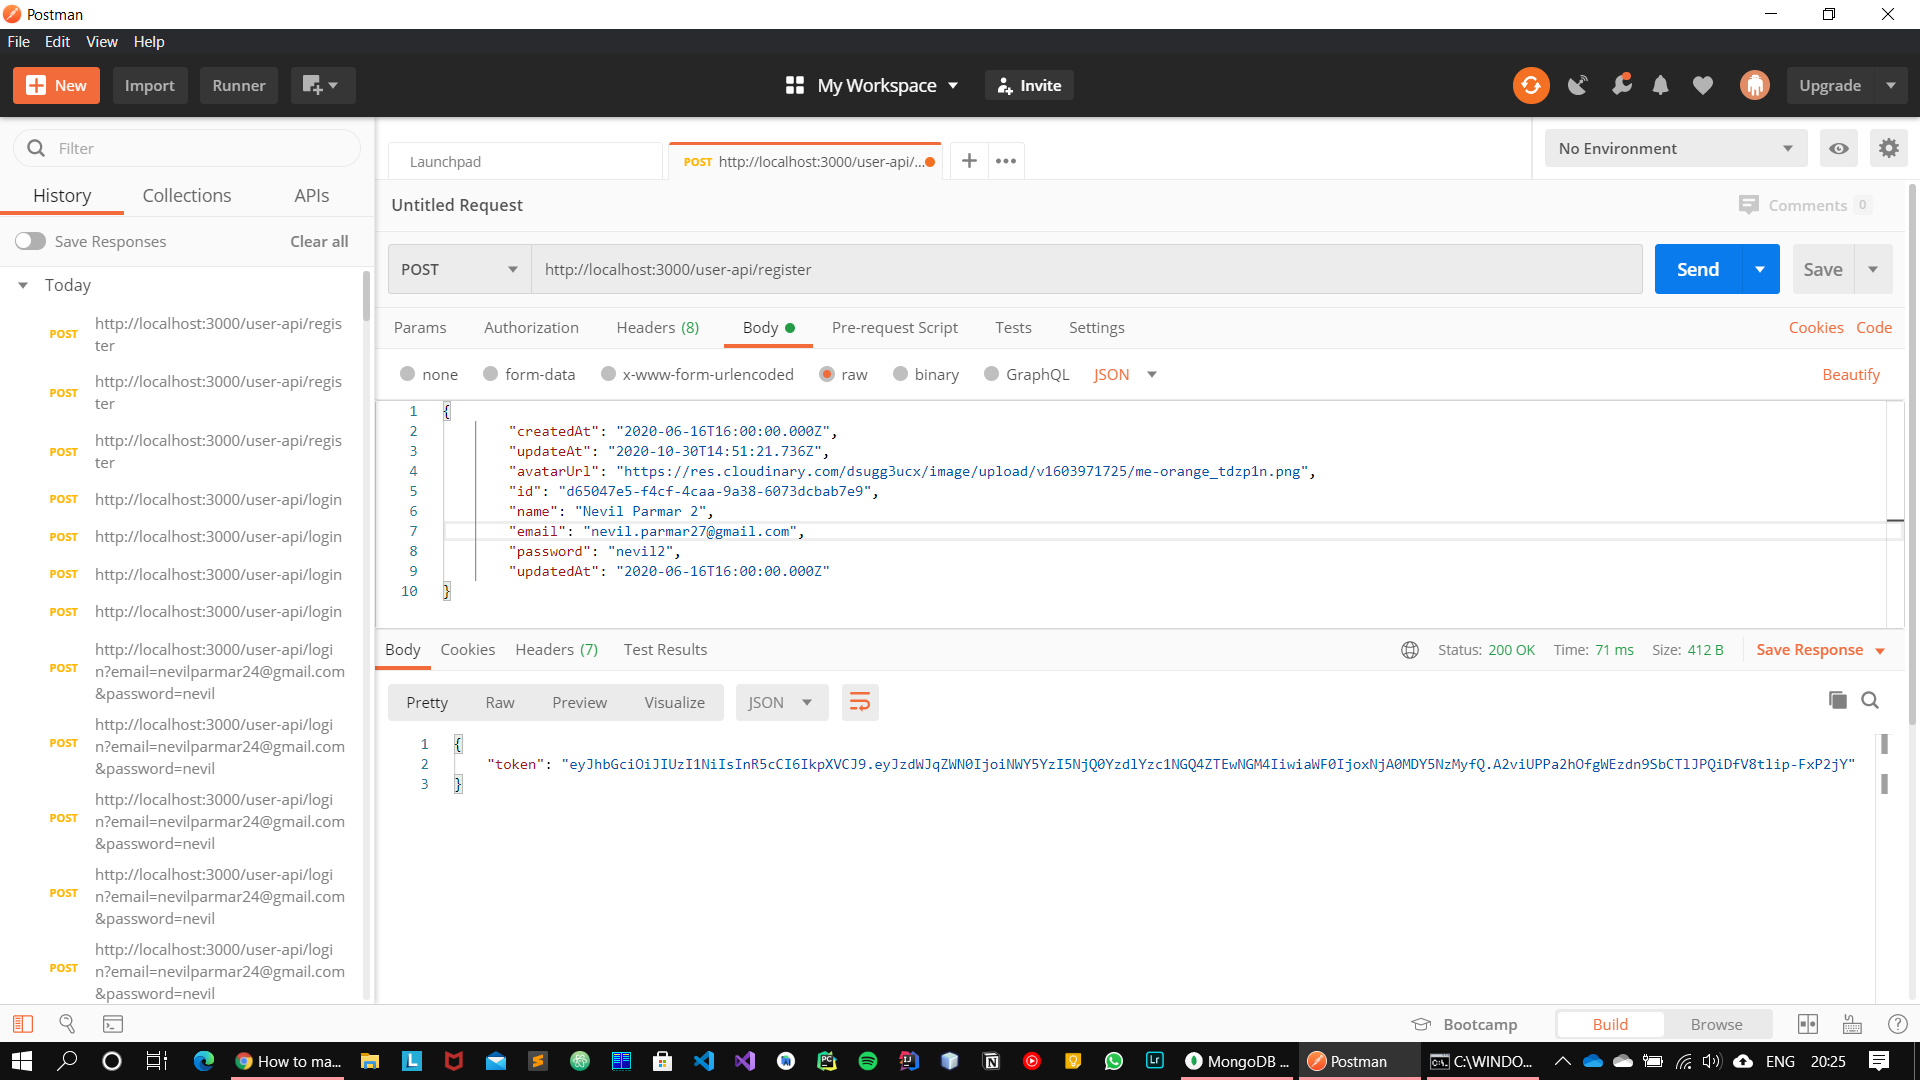 Postman
File Edit View Help
New Import Runner My Workspace Invite Upgrade
Filter
History Collections APIs
Save Responses Clear all
Today
POST http://localhost:3000/user-api/regis
ter
POST http://localhost:3000/user-api/regis
ter
POST http://localhost:3000/user-api/regis
ter
POST http://localhost:3000/user-api/login
POST http://localhost:3000/user-api/login
POST http://localhost:3000/user-api/login
POST http://localhost:3000/user-api/login
POST http://localhost:3000/user-api/logi
n?email=nevilparmar24@gmail.com
&password=nevil
POST http://localhost:3000/user-api/logi
n?email=nevilparmar24@gmail.com
&password=nevil
POST http://localhost:3000/user-api/logi
n?email=nevilparmar24@gmail.com
&password=nevil
POST http://localhost:3000/user-api/logi
n?email=nevilparmar24@gmail.com
&password=nevil
POST http://localhost:3000/user-api/logi
n?email=nevilparmar24@gmail.com
&password=nevil
Launchpad POST http://localhost:3000/user-api/... No Environment
Untitled Request Comments 0
POST http://localhost:3000/user-api/register Send Save
Params Authorization Headers (8) Body Pre-request Script Tests Settings Cookies Code
none form-data x-www-form-urlencoded raw binary GraphQL JSON Beautify
1 {
2 "createdAt": "2020-06-16T16:00:00.000Z",
3 "updateAt": "2020-10-30T14:51:21.736Z",
4 "avatarUrl": "https://res.cloudinary.com/dsugg3ucx/image/upload/v1603971725/me-orange_tdzp1n.png",
5 "id": "d65047e5-f4cf-4caa-9a38-6073dcbab7e9",
6 "name": "Nevil Parmar 2",
7 "email": "nevil.parmar27@gmail.com",
8 "password": "nevil2",
9 "updatedAt": "2020-06-16T16:00:00.000Z"
10 }
Body Cookies Headers (7) Test Results Status: 200 OK Time: 71 ms Size: 412 B Save Response
Pretty Raw Preview Visualize JSON
1 {
2 "token": "eyJhbGciOiJIUzI1NiIsInR5cCI6IkpXVCJ9.eyJzdWJqZWN0IjoiNWY5YzI5NjQ0YzdlYzc1NGQ4ZTEwNGM4IiwiaWF0IjoxNjA0MDY5NzMyfQ.A2viUPPa2hOfgWEzdn9SbCTlJPQiDfV8tlip-FxP2jY"
3 }
Bootcamp Build Browse
How to ma... MongoDB ... Postman C:\WINDO... ENG 20:25